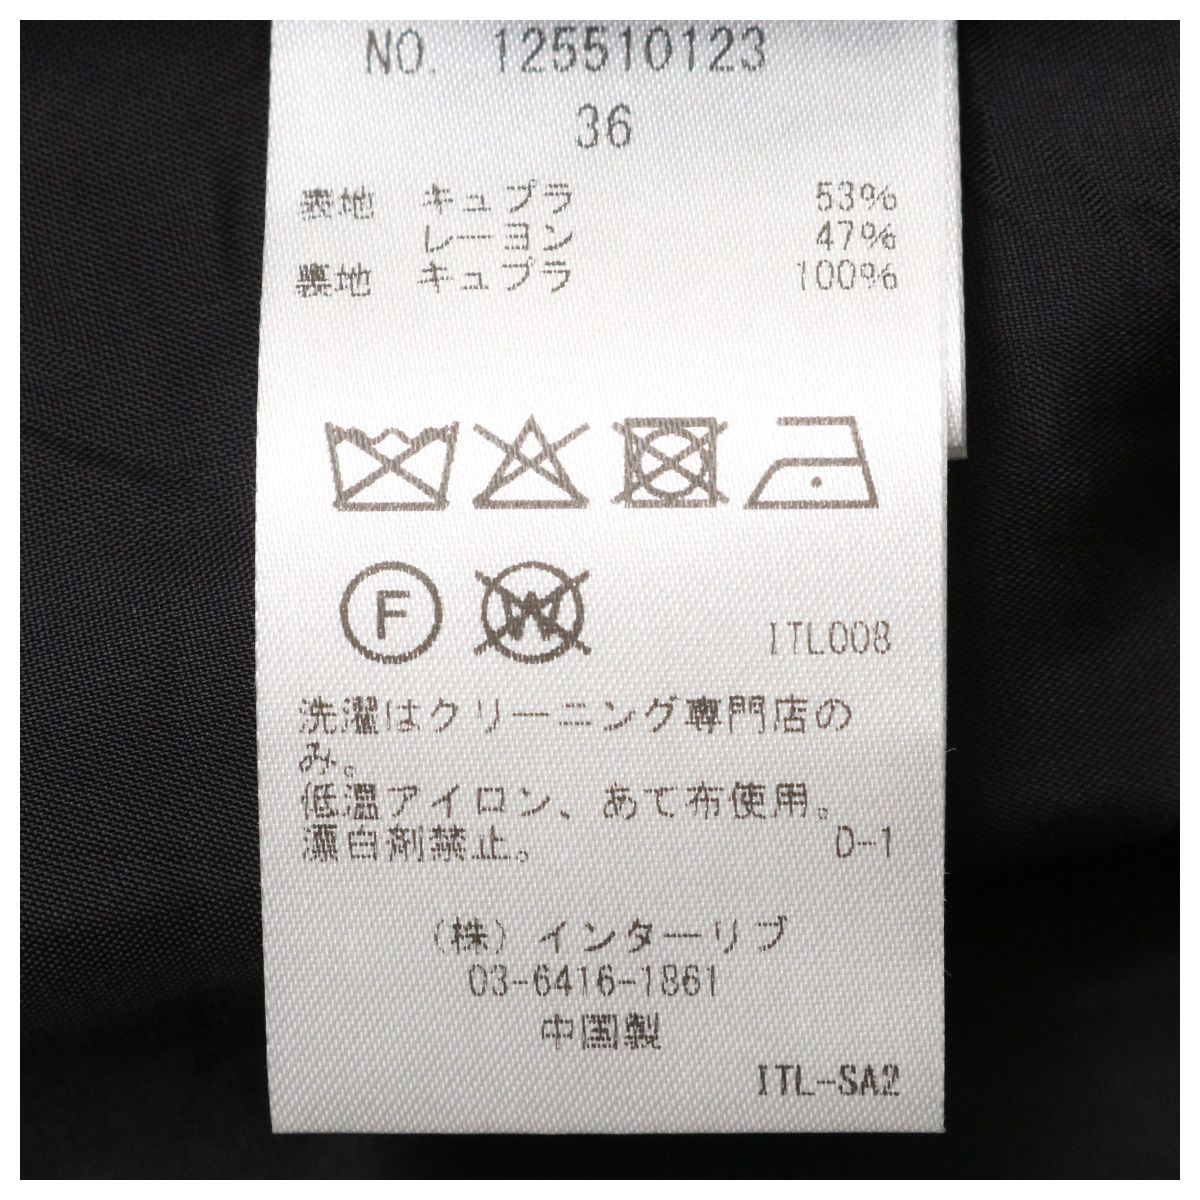 NO. 125510123
36
表地 キュプラ 53%
レーヨン 47%
裏地 キュプラ 100%
F W
ITL008
洗濯はクリーニング専門店の
み。
低温アイロン、あて布使用。
漂白剤禁止。 D-1
(株)インターリブ
03-6416-1861
中国製
ITL-SA2